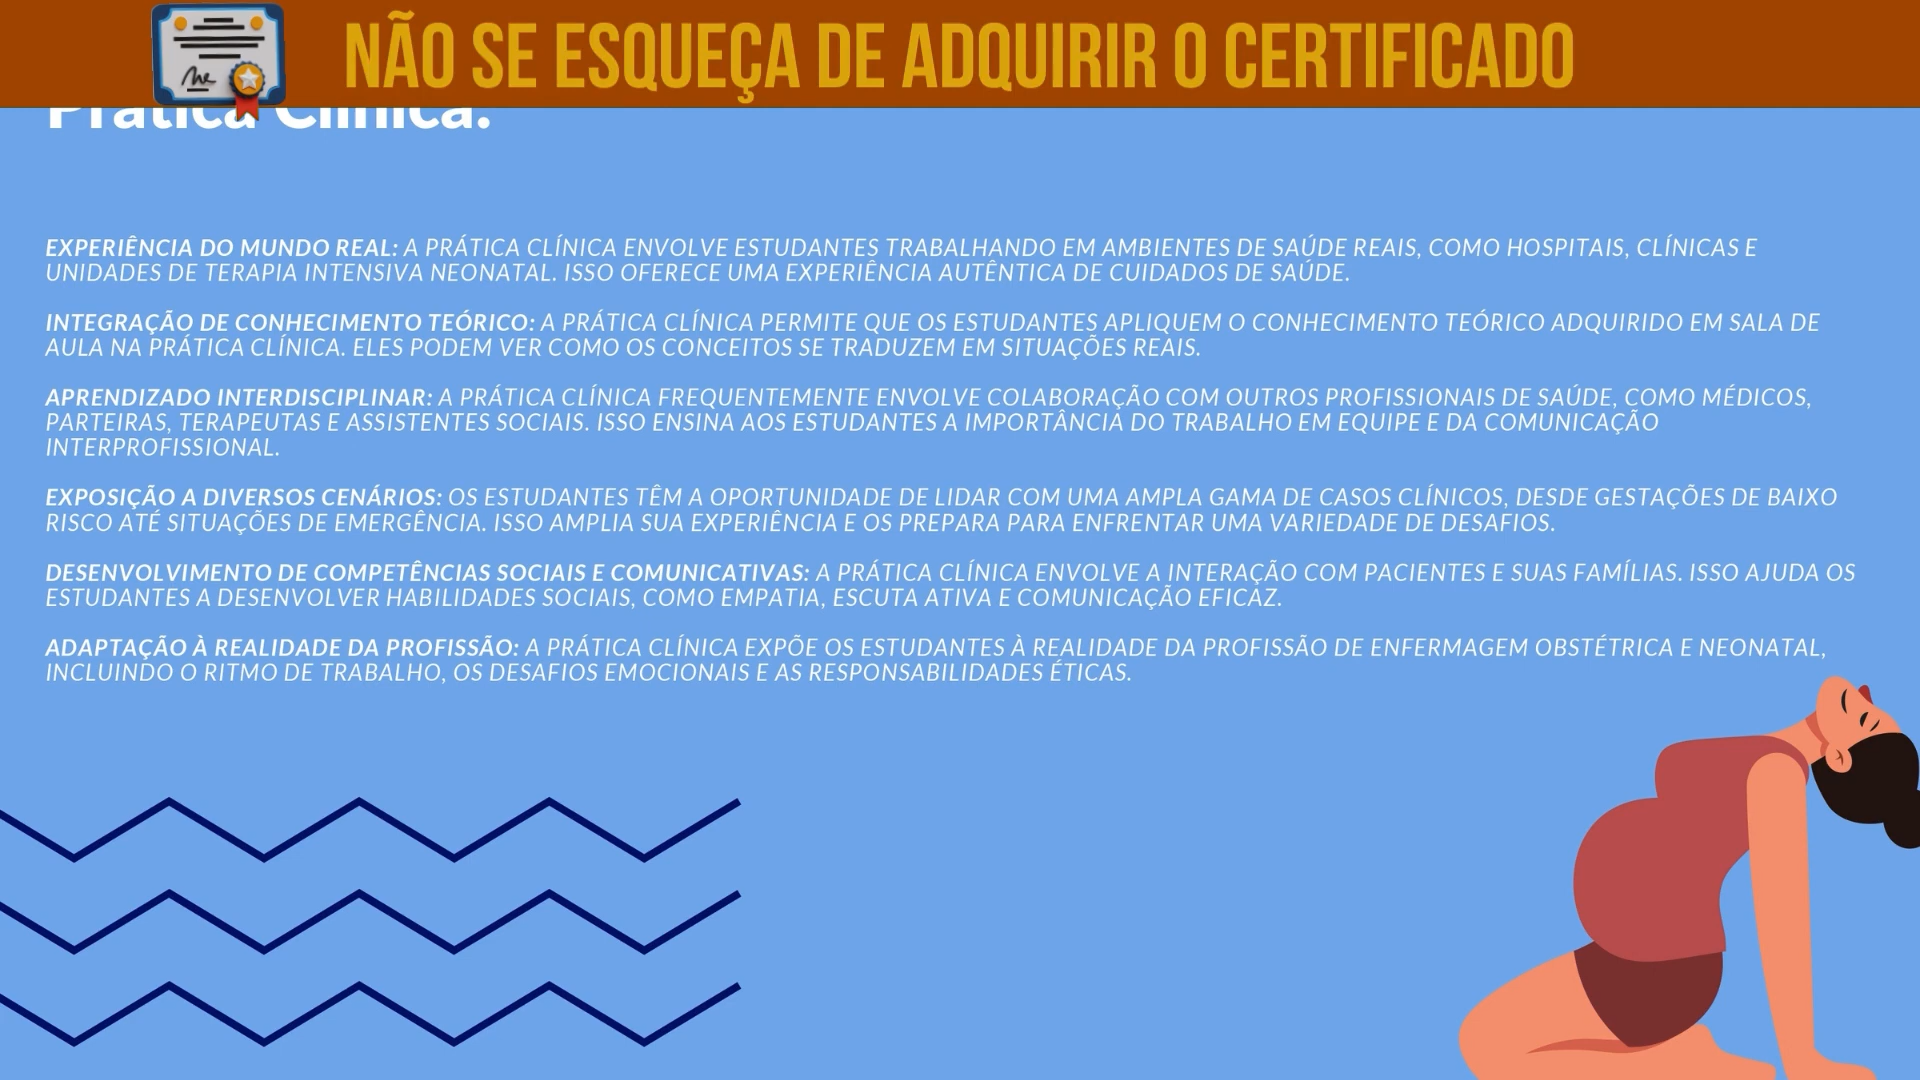 NÃO SE ESQUEÇA DE ADQUIRIR O CERTIFICADO
Prática Clínica:
EXPERIÊNCIA DO MUNDO REAL: A PRÁTICA CLÍNICA ENVOLVE ESTUDANTES TRABALHANDO EM AMBIENTES DE SAÚDE REAIS, COMO HOSPITAIS, CLÍNICAS E
UNIDADES DE TERAPIA INTENSIVA NEONATAL. ISSO OFERECE UMA EXPERIÊNCIA AUTÊNTICA DE CUIDADOS DE SAÚDE.
INTEGRAÇÃO DE CONHECIMENTO TEÓRICO: A PRÁTICA CLÍNICA PERMITE QUE OS ESTUDANTES APLIQUEM O CONHECIMENTO TEÓRICO ADQUIRIDO EM SALA DE
AULA NA PRÁTICA CLÍNICA. ELES PODEM VER COMO OS CONCEITOS SE TRADUZEM EM SITUAÇÕES REAIS.
APRENDIZADO INTERDISCIPLINAR: A PRÁTICA CLÍNICA FREQUENTEMENTE ENVOLVE COLABORAÇÃO COM OUTROS PROFISSIONAIS DE SAÚDE, COMO MÉDICOS,
PARTEIRAS, TERAPEUTAS E ASSISTENTES SOCIAIS. ISSO ENSINA AOS ESTUDANTES A IMPORTÂNCIA DO TRABALHO EM EQUIPE E DA COMUNICAÇÃO
INTERPROFISSIONAL.
EXPOSIÇÃO A DIVERSOS CENÁRIOS: OS ESTUDANTES TÊM A OPORTUNIDADE DE LIDAR COM UMA AMPLA GAMA DE CASOS CLÍNICOS, DESDE GESTAÇÕES DE BAIXO
RISCO ATÉ SITUAÇÕES DE EMERGÊNCIA. ISSO AMPLIA SUA EXPERIÊNCIA E OS PREPARA PARA ENFRENTAR UMA VARIEDADE DE DESAFIOS.
DESENVOLVIMENTO DE COMPETÊNCIAS SOCIAIS E COMUNICATIVAS: A PRÁTICA CLÍNICA ENVOLVE A INTERAÇÃO COM PACIENTES E SUAS FAMÍLIAS. ISSO AJUDA OS
ESTUDANTES A DESENVOLVER HABILIDADES SOCIAIS, COMO EMPATIA, ESCUTA ATIVA E COMUNICAÇÃO EFICAZ.
ADAPTAÇÃO À REALIDADE DA PROFISSÃO: A PRÁTICA CLÍNICA EXPÕE OS ESTUDANTES À REALIDADE DA PROFISSÃO DE ENFERMAGEM OBSTÉTRICA E NEONATAL,
INCLUINDO O RITMO DE TRABALHO, OS DESAFIOS EMOCIONAIS E AS RESPONSABILIDADES ÉTICAS.